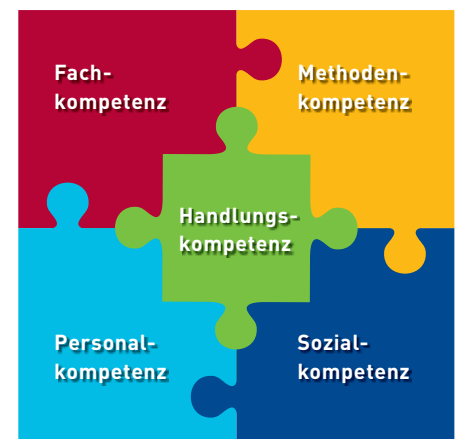 Fach-
kompetenz
Methoden-
kompetenz
Handlungs-
kompetenz
Personal-
kompetenz
Sozial-
kompetenz